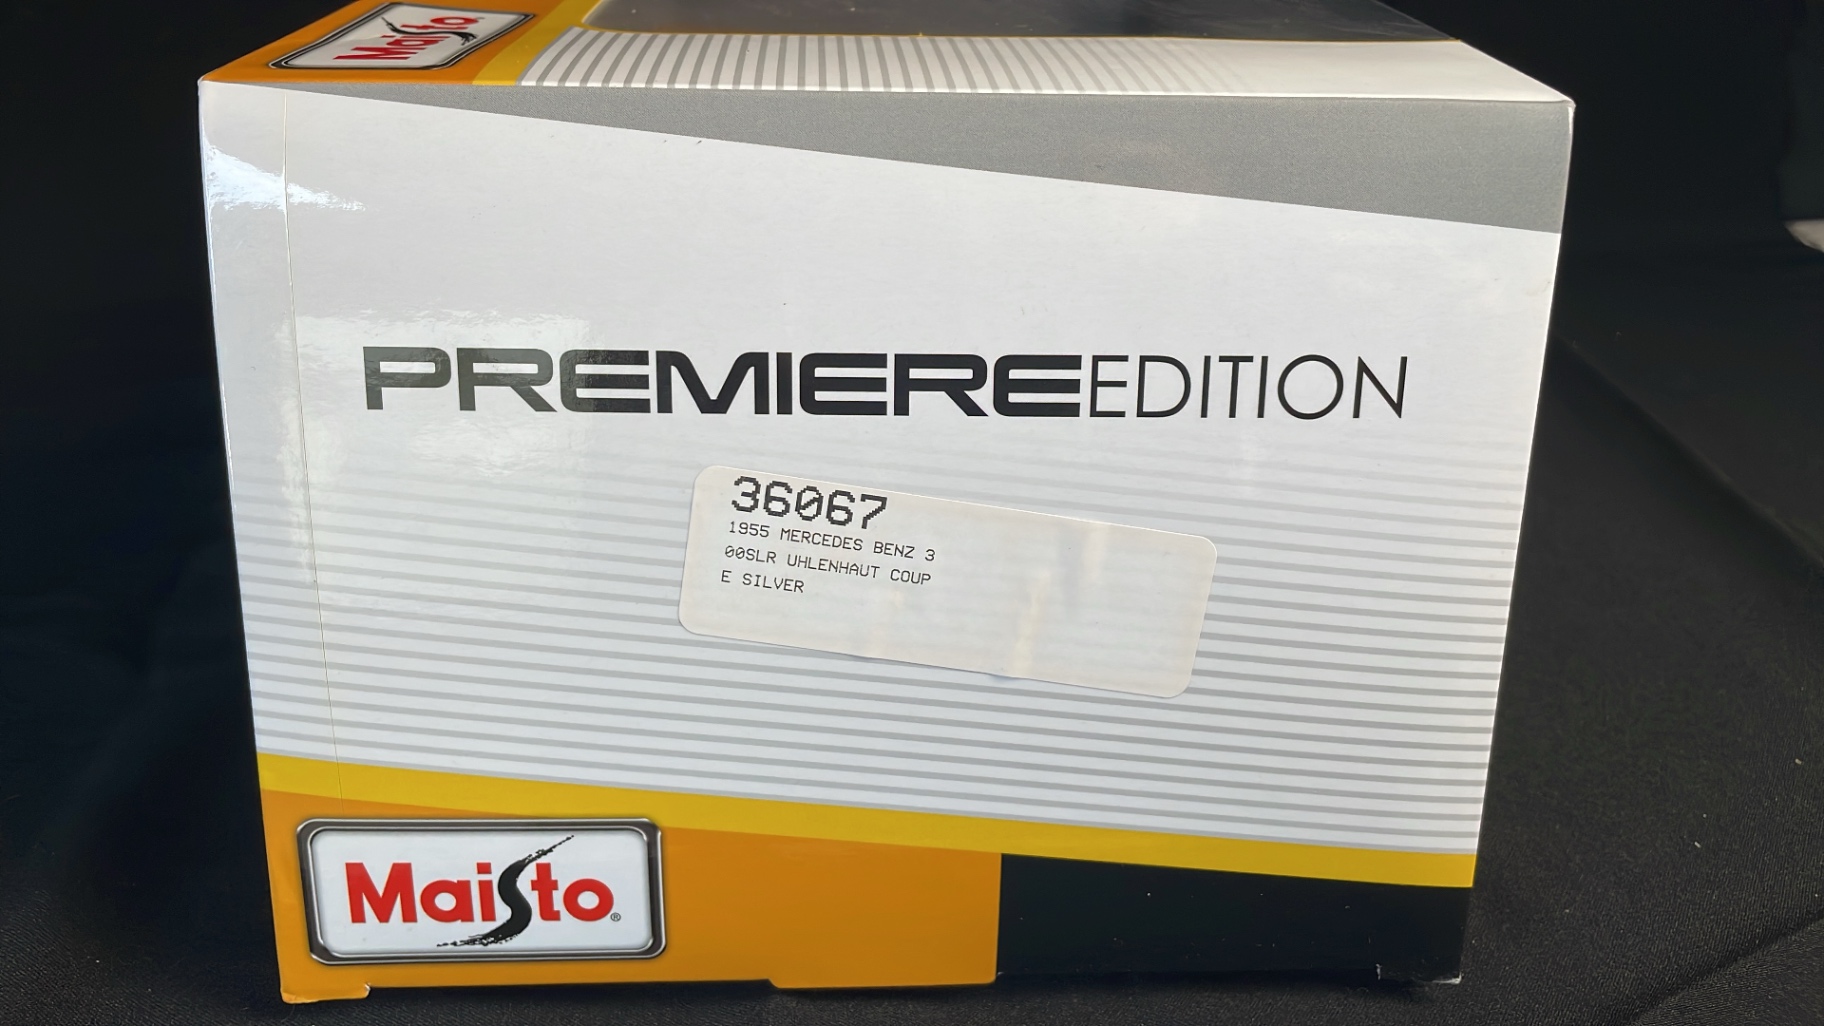 Maisto
PREMIEREEDITION
36067
1955 MERCEDES BENZ 3
00SLR UHLENHAUT COUP
E SILVER
Maisto®